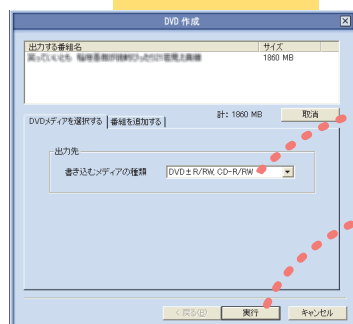 DVD 作成
出力する番組名 サイズ
1860 MB
計: 1860 MB 取消
DVDメディアを選択する 番組を追加する
出力先
書き込むメディアの種類 DVD±R/RW, CD-R/RW
< 戻る(B) 実行 キャンセル